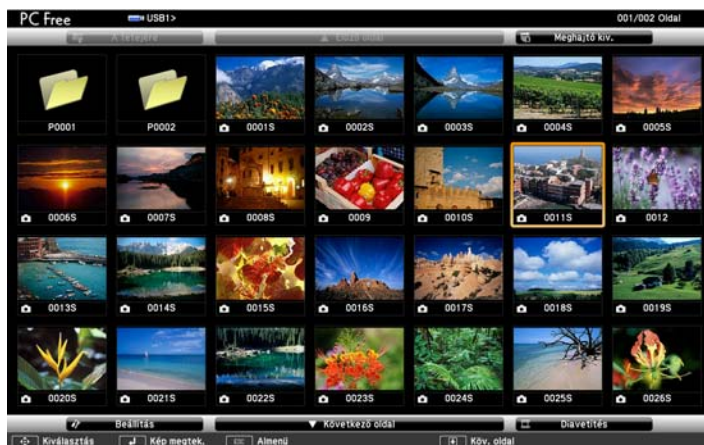 PC Free USB1> 001/002 Oldal
A tetejére ▲ Előző oldal Meghajtó kiv.
P0001 P0002 0001S 0002S 0003S 0004S 0005S
0006S 0007S 0008S 0009 0010S 0011S 0012
0013S 0014S 0015S 0016S 0017S 0018S 0019S
0020S 0021S 0022S 0023S 0024S 0025S 0026S
Beállítás ▼ Következő oldal Diavetítés
Kiválasztás Kép megtek. ESC Almenü Köv. oldal